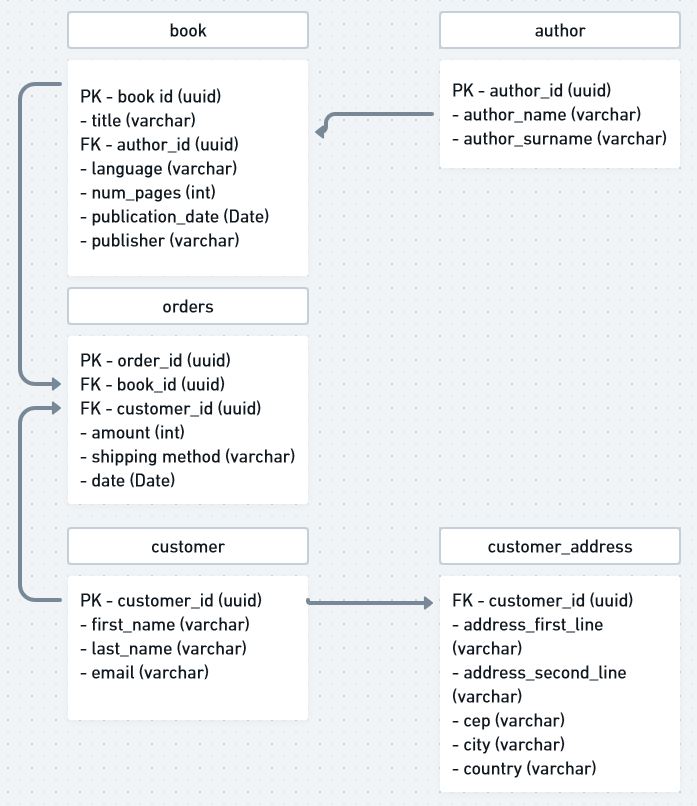 book
PK - book id (uuid)
- title (varchar)
FK - author_id (uuid)
- language (varchar)
- num_pages (int)
- publication_date (Date)
- publisher (varchar)
author
PK - author_id (uuid)
- author_name (varchar)
- author_surname (varchar)
orders
PK - order_id (uuid)
FK - book_id (uuid)
FK - customer_id (uuid)
- amount (int)
- shipping method (varchar)
- date (Date)
customer
PK - customer_id (uuid)
- first_name (varchar)
- last_name (varchar)
- email (varchar)
customer_address
FK - customer_id (uuid)
- address_first_line
(varchar)
- address_second_line
(varchar)
- cep (varchar)
- city (varchar)
- country (varchar)